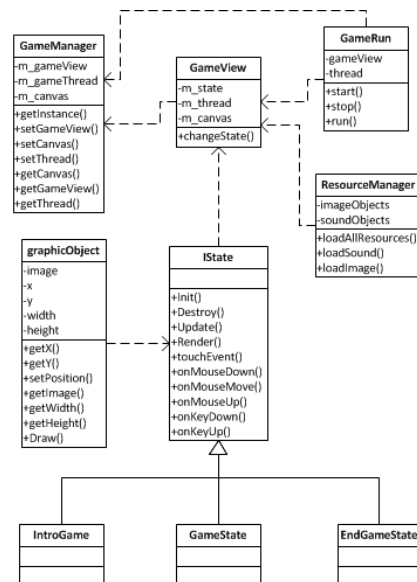 GameManager
-m_gameView
-m_gameThread
-m_canvas
+getInstance()
+setGameView()
+setCanvas()
+setThread()
+getCanvas()
+getGameView()
+getThread()
GameView
-m_state
-m_thread
-m_canvas
+changeState()
GameRun
-gameView
-thread
+start()
+stop()
+run()
ResourceManager
-imageObjects
-soundObjects
+loadAllResources()
+loadSound()
+loadImage()
graphicObject
-image
-x
-y
-width
-height
+getX()
+getY()
+setPosition()
+getImage()
+getWidth()
+getHeight()
+Draw()
IState
+Init()
+Destroy()
+Update()
+Render()
+touchEvent()
+onMouseDown()
+onMouseMove()
+onMouseUp()
+onKeyDown()
+onKeyUp()
IntroGame
GameState
EndGameState